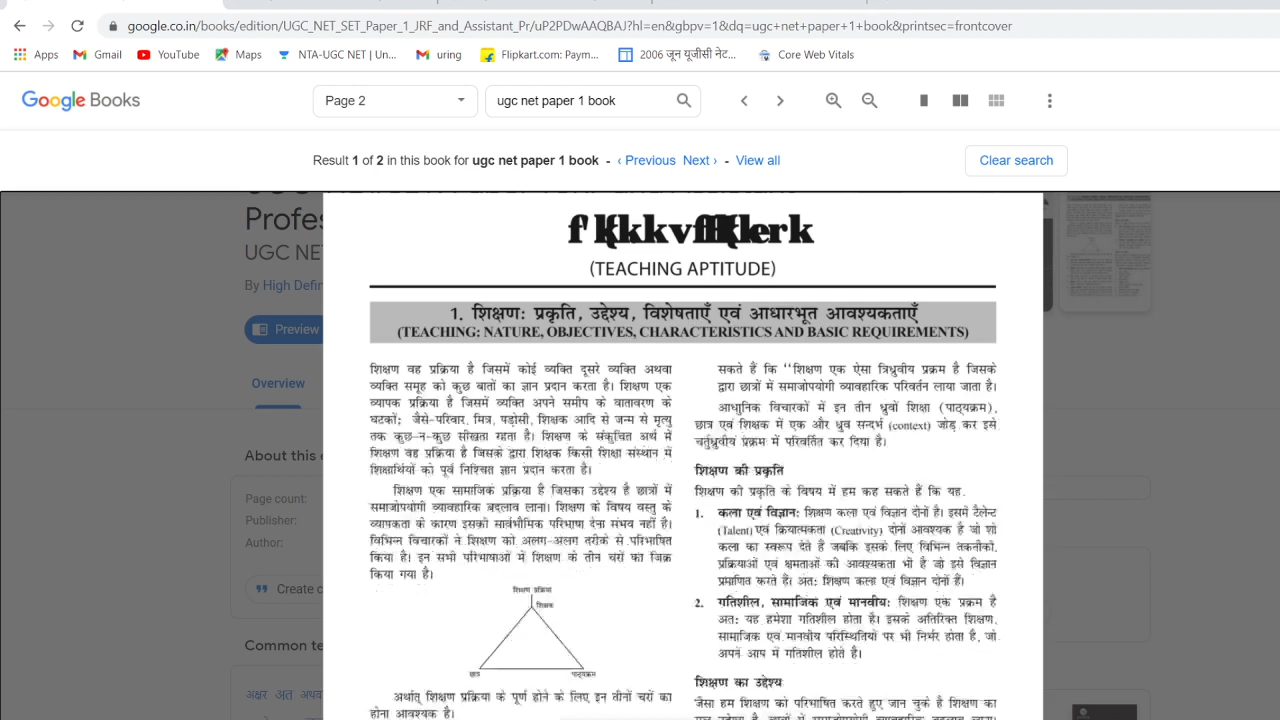 google.co.in/books/edition/UGC_NET_SET_Paper_1_JRF_and_Assistant_Pr/uP2PDwAAQBAJ?hl=en&gbpv=1&dq=ugc+net+paper+1+book&printsec=frontcover
Apps Gmail YouTube Maps NTA-UGC NET | Un... uring Flipkart.com: Paym... 2006 जून यूजीसी नेट... Core Web Vitals
Google Books Page 2 ugc net paper 1 book
Result 1 of 2 in this book for ugc net paper 1 book - ‹ Previous Next › - View all Clear search
Profes
UGC NET
By High Defin
Preview
Overview
About this e
Page count:
Publisher:
Author:
Create c
Common te
अक्षर अत अपव
(TEACHING APTITUDE)
1. शिक्षण: प्रकृति, उद्देश्य, विशेषताएँ एवं आधारभूत आवश्यकताएँ
(TEACHING: NATURE, OBJECTIVES, CHARACTERISTICS AND BASIC REQUIREMENTS)
शिक्षण वह प्रक्रिया है जिसमें कोई व्यक्ति दूसरे व्यक्ति अथवा
व्यक्ति समूह को कुछ बातों का ज्ञान प्रदान करता है। शिक्षण एक
व्यापक प्रक्रिया है जिसमें व्यक्ति अपने समीप के वातावरण के
घटकों; जैसे-परिवार, मित्र, पड़ोसी, शिक्षक आदि से जन्म से मृत्यु
तक कुछ-न-कुछ सीखता रहता है। शिक्षण के संकुचित अर्थ में
शिक्षण वह प्रक्रिया है जिसके द्वारा शिक्षक किसी शिक्षा संस्थान में
शिक्षार्थियों को पूर्व निश्चित ज्ञान प्रदान करता है।
शिक्षण एक सामाजिक प्रक्रिया है जिसका उद्देश्य है छात्रों में
समाजोपयोगी व्यावहारिक बदलाव लाना। शिक्षण के विषय वस्तु के
व्यापकता के कारण इसको सार्वभौमिक परिभाषा देना संभव नहीं है।
विभिन्न विचारकों ने शिक्षण को अलग-अलग तरीके से परिभाषित
किया है। इन सभी परिभाषाओं में शिक्षण के तीन चरों का जिक्र
किया गया है।
शिक्षण प्रक्रिया
शिक्षक
छात्र पाठ्यक्रम
अर्थात् शिक्षण प्रक्रिया के पूर्ण होने के लिए इन तीनों चरों का
होना आवश्यक है।
सकते हैं कि ‘‘शिक्षण एक ऐसा त्रिध्रुवीय प्रक्रम है जिसके
द्वारा छात्रों में समाजोपयोगी व्यावहारिक परिवर्तन लाया जाता है।
आधुनिक विचारकों में इन तीन ध्रुवों शिक्षा (पाठ्यक्रम),
छात्र एवं शिक्षक में एक और ध्रुव सन्दर्भ (context) जोड़ कर इसे
चर्तुध्रुवीय प्रेक्रम में परिवर्तित कर दिया है।
शिक्षण की प्रकृति
शिक्षण की प्रकृति के विषय में हम कह सकते हैं कि यह.
1. कला एवं विज्ञान: शिक्षण कला एवं विज्ञान दोनों है। इसमें टैलेन्ट
(Talent) एवं क्रियात्मकता (Creativity) दोनों आवश्यक है जो शो
कला का स्वरूप देते हैं जबकि इसके लिए विभिन्न तकनीकों,
प्रक्रियाओं एवं क्षमताओं की आवश्यकता भी है जो इसे विज्ञान
प्रमाणित करते हैं। अत: शिक्षण कला एवं विज्ञान दोनों हैं।
2. गतिशील, सामाजिक एवं मानवीय: शिक्षण एक प्रक्रम है
अत: यह हमेशा गतिशील होता है। इसके अतिरिक्त शिक्षण,
सामाजिक एवं मानवीय परिस्थितियों पर भी निर्भर होता है, जो
अपने आप में गतिशील होते हैं।
शिक्षण का उद्देश्य
जैसा हम शिक्षण को परिभाषित करते हुए जान चुके है शिक्षण का